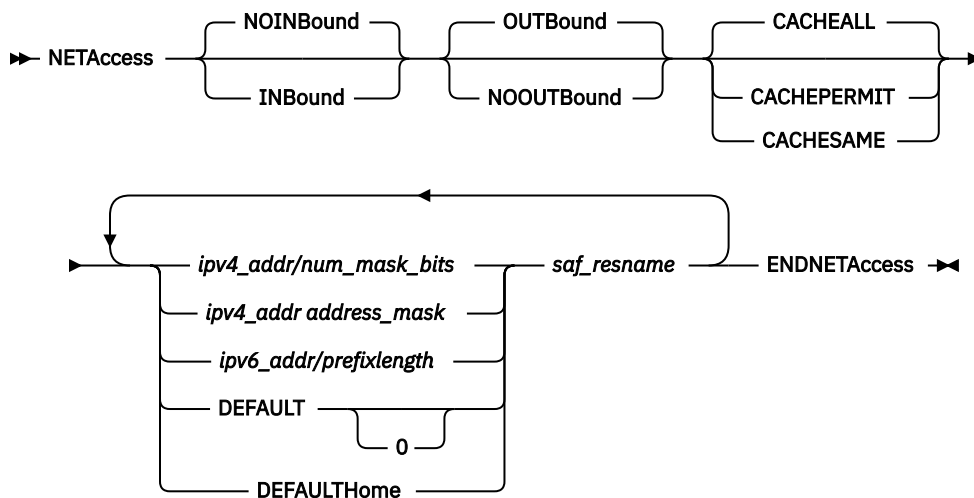 NOINBound OUTBound CACHEALL
NETAccess
INBound NOOUTBound CACHEPERMIT
CACHESAME
ipv4_addr/num_mask_bits saf_resname ENDNETAccess
ipv4_addr address_mask
ipv6_addr/prefixlength
DEFAULT
0
DEFAULTHome